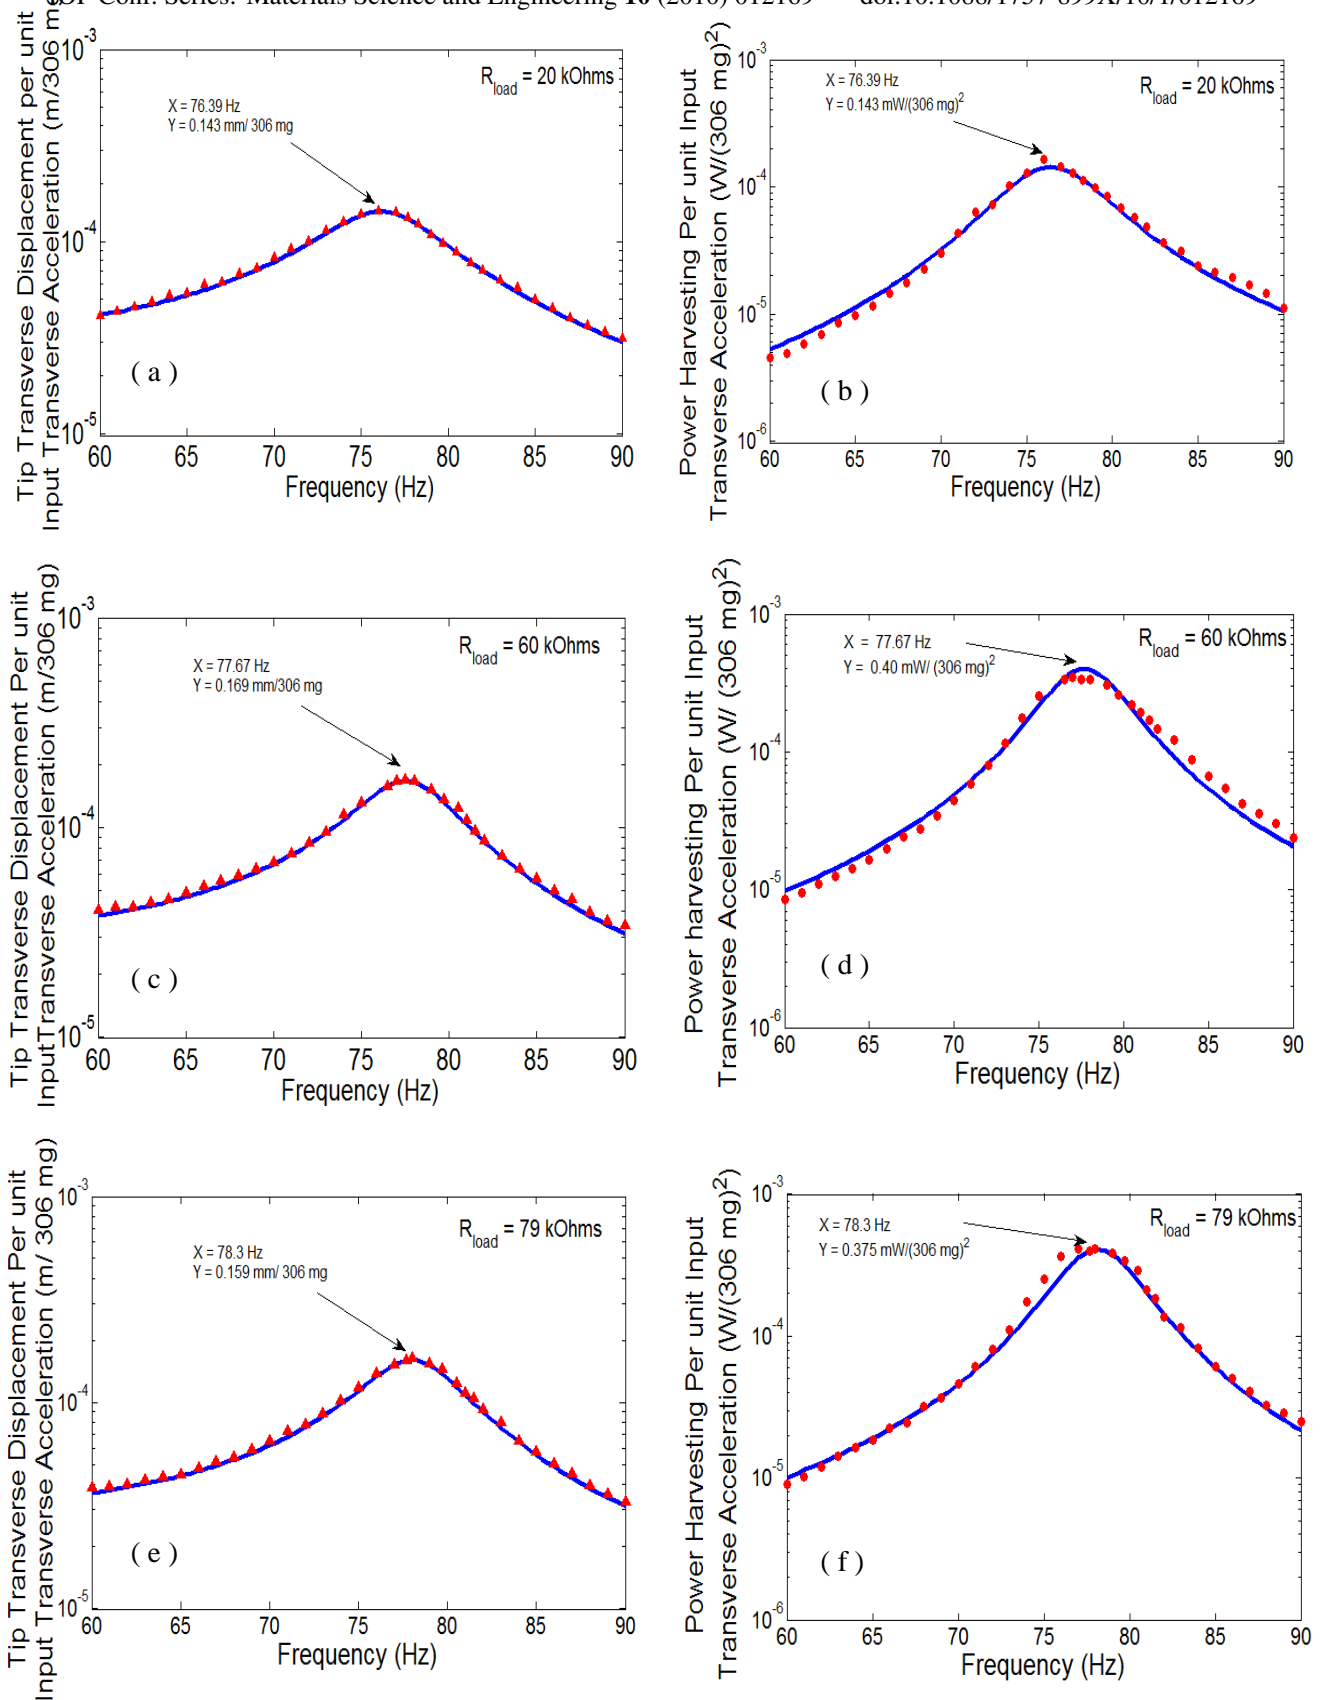 IOP Conf. Series: Materials Science and Engineering 10 (2010) 012169 doi:10.1088/1757-899X/10/1/012169
Tip Transverse Displacement per unit
Input Transverse Acceleration (m/306 mg)
10^-3
10^-4
10^-5
R_load = 20 kOhms
X = 76.39 Hz
Y = 0.143 mm/ 306 mg
( a )
60 65 70 75 80 85 90
Frequency (Hz)
Power Harvesting Per unit Input
Transverse Acceleration (W/(306 mg)^2)
10^-3
10^-4
10^-5
10^-6
R_load = 20 kOhms
X = 76.39 Hz
Y = 0.143 mW/(306 mg)^2
( b )
60 65 70 75 80 85 90
Frequency (Hz)
Tip Transverse Displacement Per unit
Input Transverse Acceleration (m/306 mg)
10^-3
10^-4
10^-5
R_load = 60 kOhms
X = 77.67 Hz
Y = 0.169 mm/306 mg
( c )
60 65 70 75 80 85 90
Frequency (Hz)
Power harvesting Per unit Input
Transverse Acceleration (W/ (306 mg)^2)
10^-3
10^-4
10^-5
10^-6
R_load = 60 kOhms
X = 77.67 Hz
Y = 0.40 mW/ (306 mg)^2
( d )
60 65 70 75 80 85 90
Frequency (Hz)
Tip Transverse Displacement Per unit
Input Transverse Acceleration (m/ 306 mg)
10^-3
10^-4
10^-5
R_load = 79 kOhms
X = 78.3 Hz
Y = 0.159 mm/ 306 mg
( e )
60 65 70 75 80 85 90
Frequency (Hz)
Power Harvesting Per unit Input
Transverse Acceleration (W/(306 mg)^2)
10^-3
10^-4
10^-5
10^-6
R_load = 79 kOhms
X = 78.3 Hz
Y = 0.375 mW/(306 mg)^2
( f )
60 65 70 75 80 85 90
Frequency (Hz)